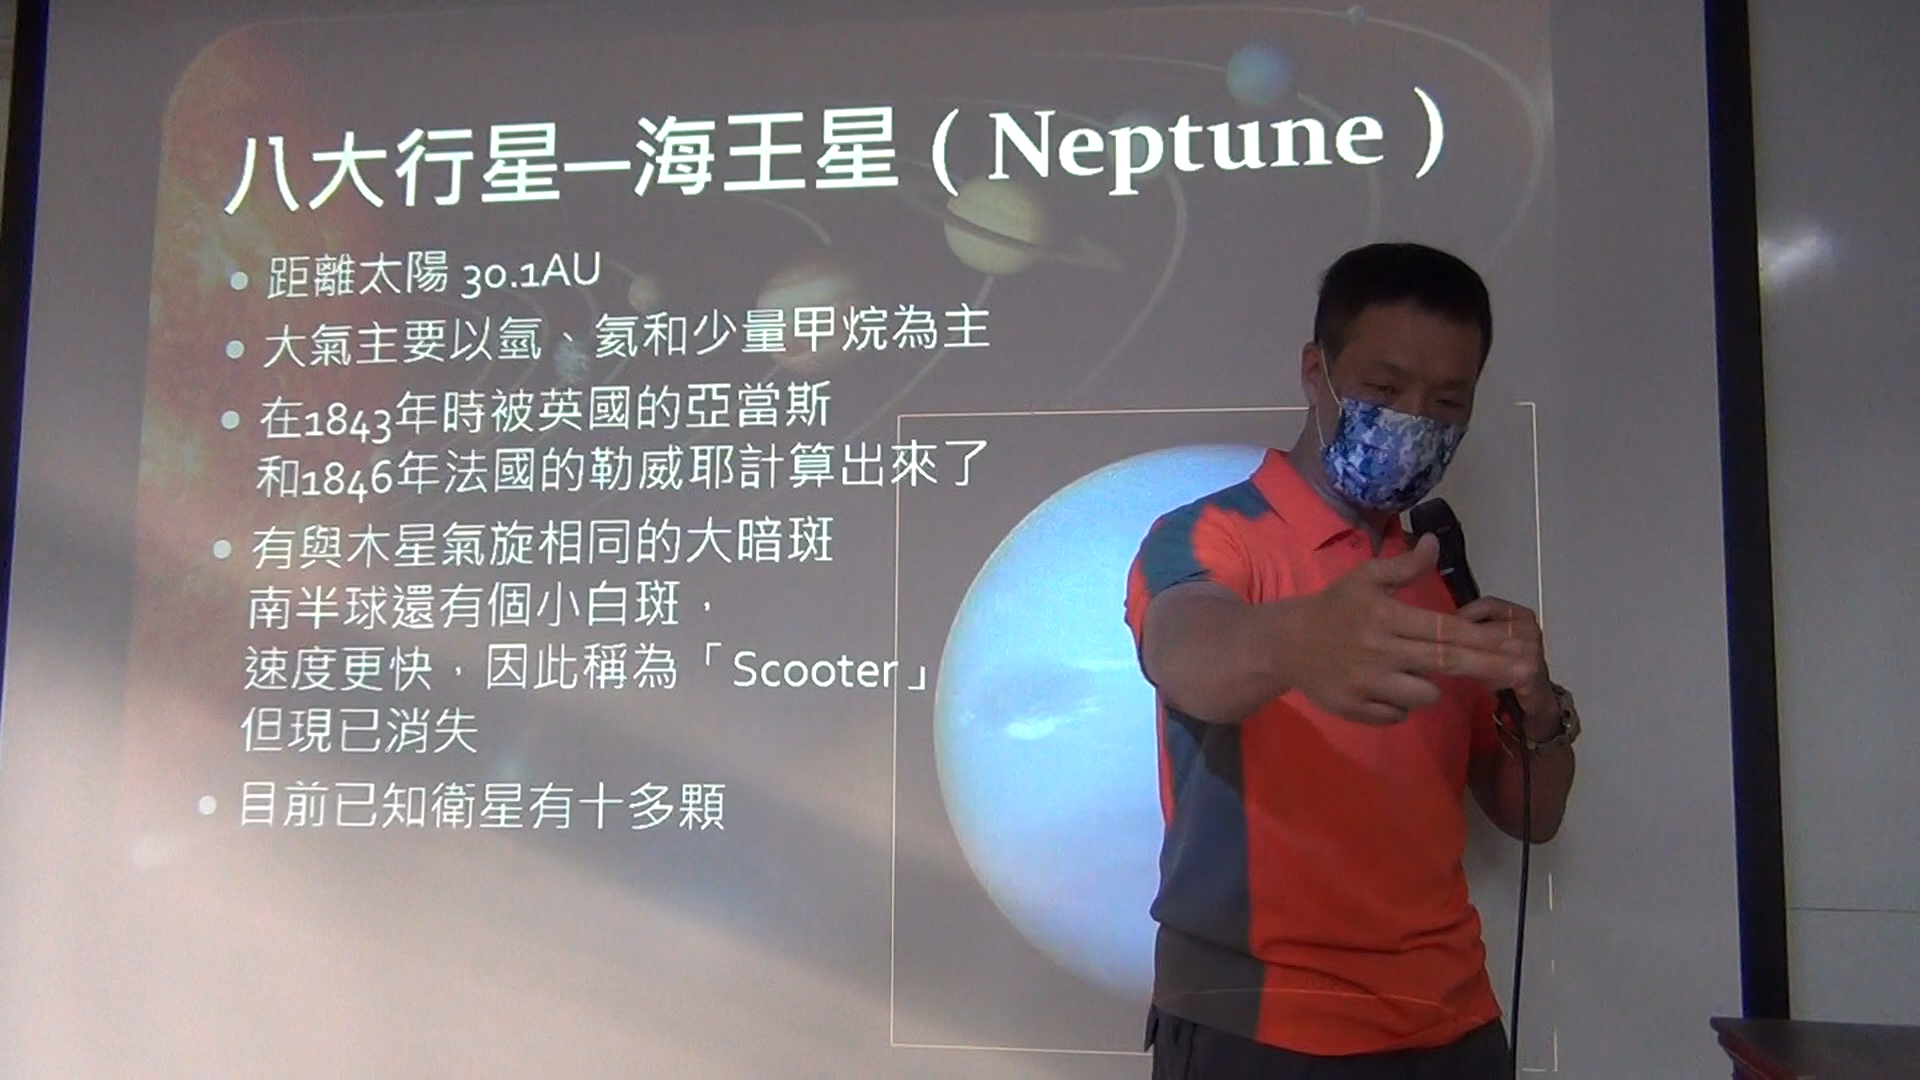 八大行星─海王星（Neptune）
• 距離太陽 30.1AU
• 大氣主要以氫、氦和少量甲烷為主
• 在1843年時被英國的亞當斯
和1846年法國的勒威耶計算出來了
• 有與木星氣旋相同的大暗斑
南半球還有個小白斑，
速度更快，因此稱為「Scooter」
但現已消失
• 目前已知衛星有十多顆